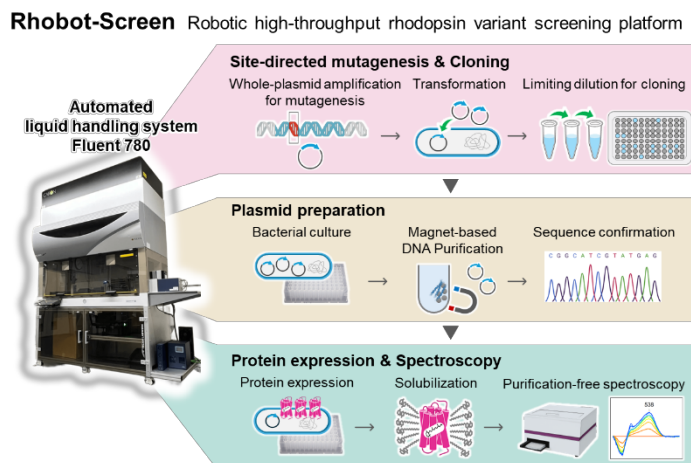 Rhobot-Screen Robotic high-throughput rhodopsin variant screening platform
Automated
liquid handling system
Fluent 780
Site-directed mutagenesis & Cloning
Whole-plasmid amplification
for mutagenesis
Transformation
Limiting dilution for cloning
Plasmid preparation
Bacterial culture
Magnet-based
DNA Purification
Sequence confirmation
C G G C A T C G T A T G A G
Protein expression & Spectroscopy
Protein expression
Solubilization
Purification-free spectroscopy
538